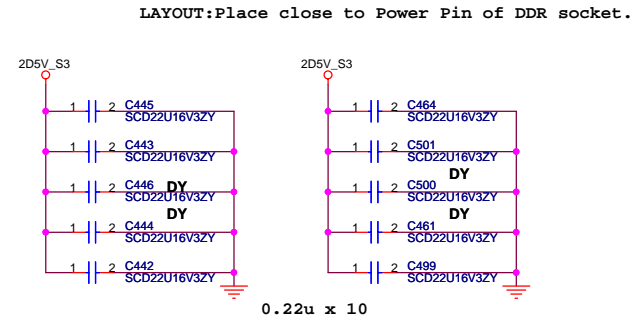 LAYOUT:Place close to Power Pin of DDR socket.
2D5V_S3
1 2 C445
SCD22U16V3ZY
1 2 C443
SCD22U16V3ZY
1 2 C446 DY
SCD22U16V3ZY
DY
1 2 C444
SCD22U16V3ZY
1 2 C442
SCD22U16V3ZY
2D5V_S3
1 2 C464
SCD22U16V3ZY
1 2 C501
SCD22U16V3ZY
DY
1 2 C500
SCD22U16V3ZY
DY
1 2 C461
SCD22U16V3ZY
1 2 C499
SCD22U16V3ZY
0.22u x 10